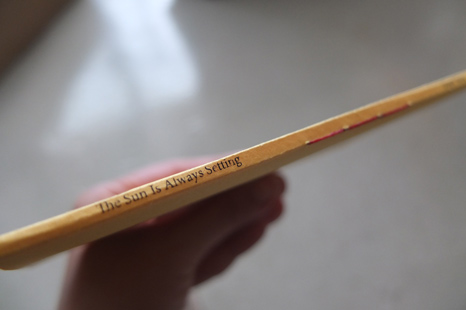 The Sun Is Always Setting